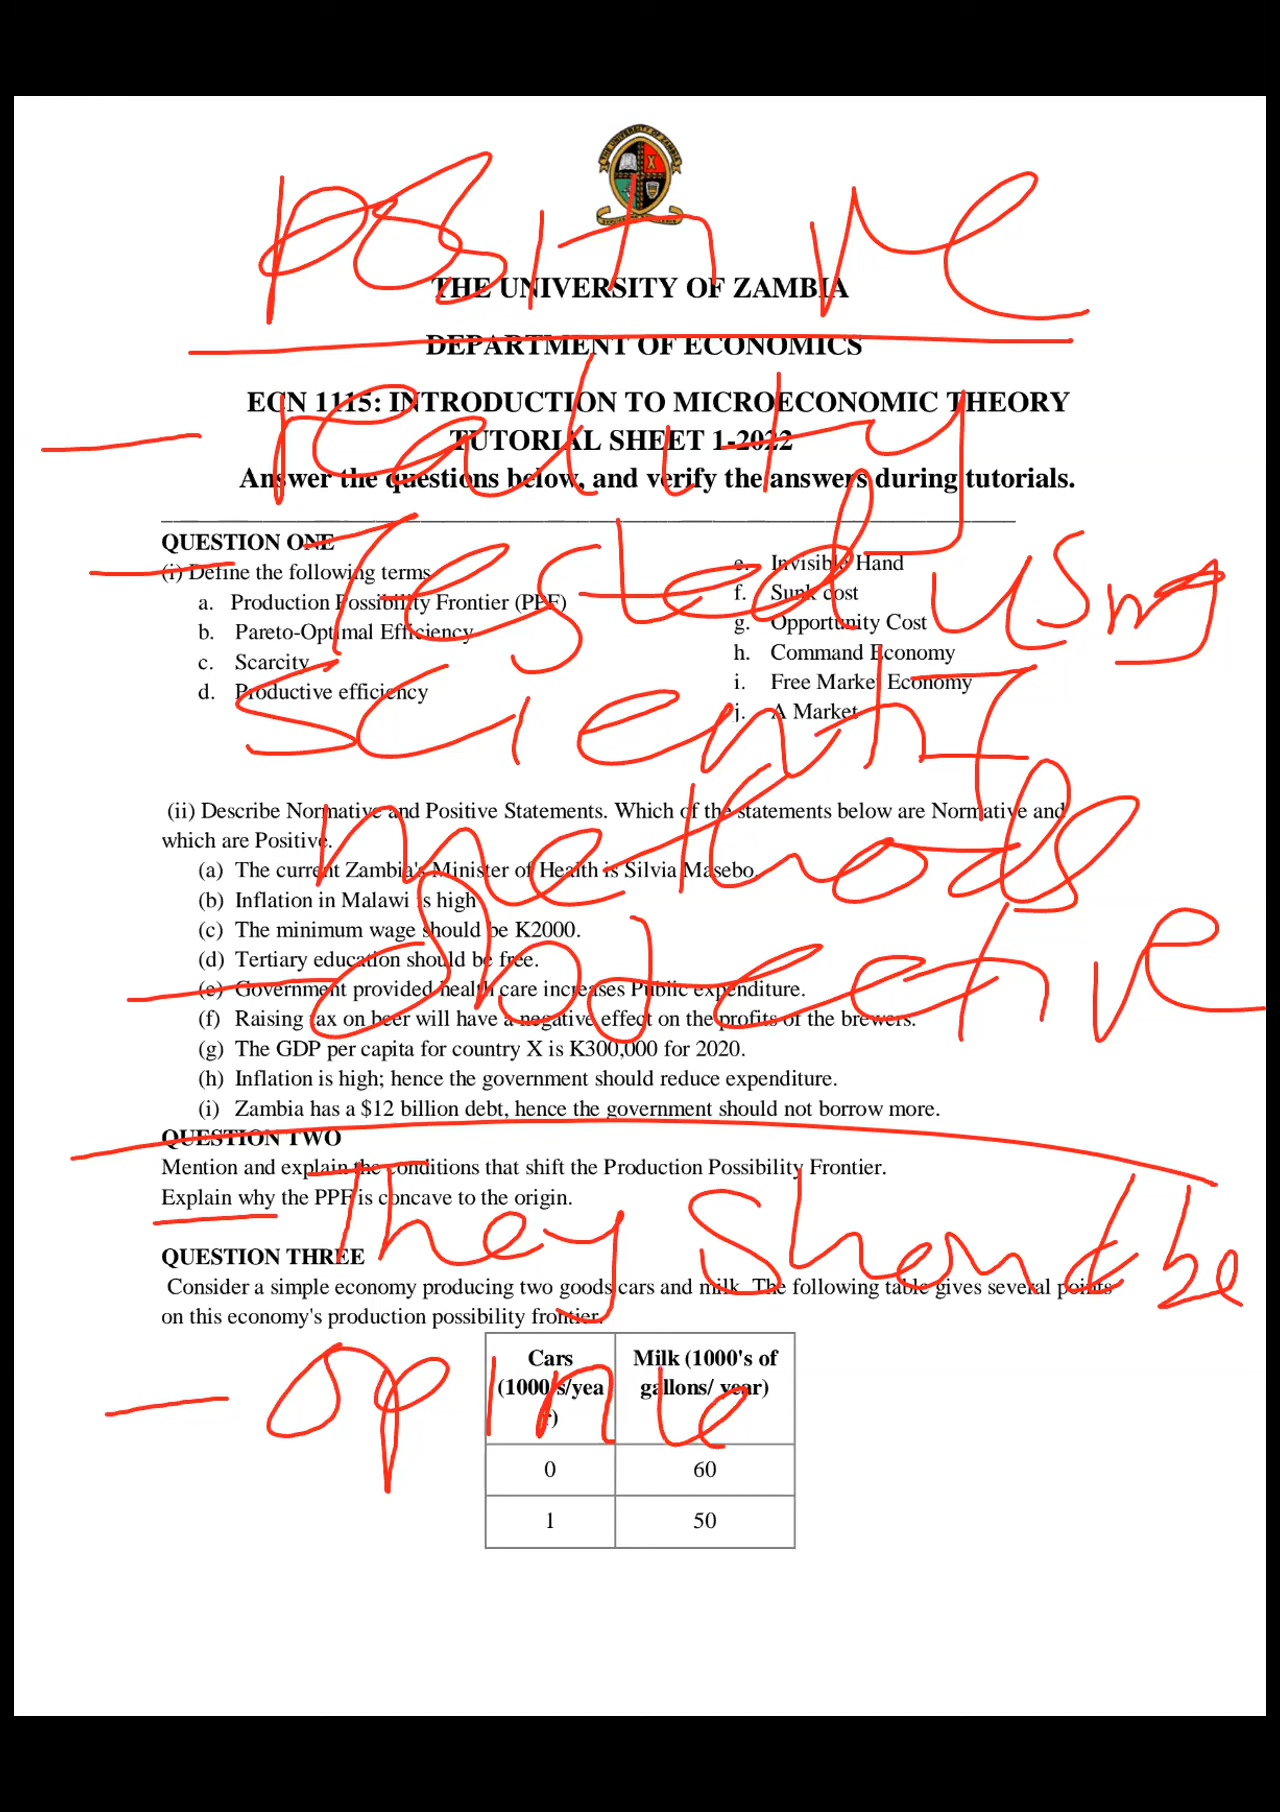 THE UNIVERSITY OF ZAMBIA
DEPARTMENT OF ECONOMICS
ECN 1115: INTRODUCTION TO MICROECONOMIC THEORY
TUTORIAL SHEET 1-2022
Answer the questions below, and verify the answers during tutorials.
QUESTION ONE
(i) Define the following terms
a. Production Possibility Frontier (PPF)
b. Pareto-Optimal Efficiency
c. Scarcity
d. Productive efficiency
e. Invisible Hand
f. Sunk cost
g. Opportunity Cost
h. Command Economy
i. Free Market Economy
j. A Market
(ii) Describe Normative and Positive Statements. Which of the statements below are Normative and
which are Positive.
(a) The current Zambia's Minister of Health is Silvia Masebo.
(b) Inflation in Malawi is high
(c) The minimum wage should be K2000.
(d) Tertiary education should be free.
(e) Government provided health care increases Public expenditure.
(f) Raising tax on beer will have a negative effect on the profits of the brewers.
(g) The GDP per capita for country X is K300,000 for 2020.
(h) Inflation is high; hence the government should reduce expenditure.
(i) Zambia has a $12 billion debt, hence the government should not borrow more.
QUESTION TWO
Mention and explain the conditions that shift the Production Possibility Frontier.
Explain why the PPF is concave to the origin.
QUESTION THREE
Consider a simple economy producing two goods cars and milk. The following table gives several points
on this economy's production possibility frontier.
Cars (1000's/year) Milk (1000's of gallons/ year)
0 60
1 50
positive
- reality
- Tested using
scientf
methods
- objective
- They should be
-